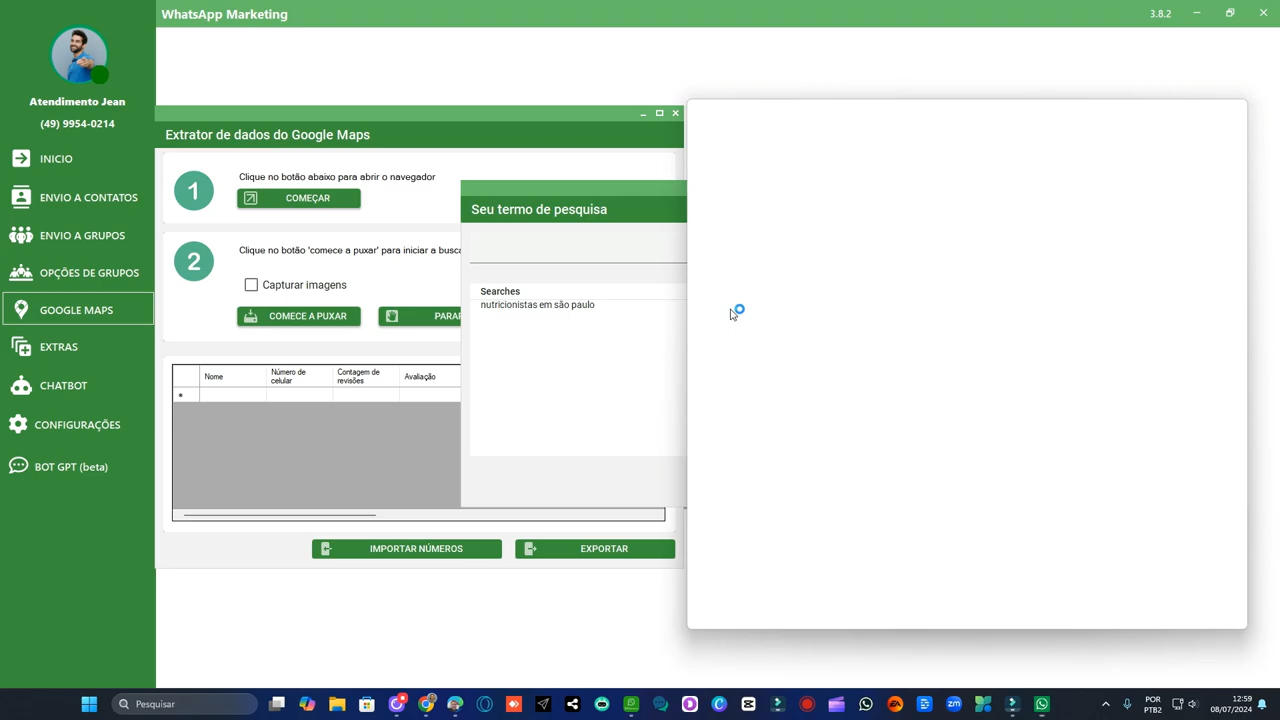 WhatsApp Marketing
3.8.2
Atendimento Jean
(49) 9954-0214
INICIO
ENVIO A CONTATOS
ENVIO A GRUPOS
OPÇÕES DE GRUPOS
GOOGLE MAPS
EXTRAS
CHATBOT
CONFIGURAÇÕES
BOT GPT (beta)
Extrator de dados do Google Maps
1
Clique no botão abaixo para abrir o navegador
COMEÇAR
2
Clique no botão 'comece a puxar' para iniciar a busca
Capturar imagens
COMECE A PUXAR
PARAR
Nome
Número de
celular
Contagem de
revisões
Avaliação
*
IMPORTAR NÚMEROS
EXPORTAR
Seu termo de pesquisa
Searches
nutricionistas em são paulo
Pesquisar
POR
PTB2
12:59
08/07/2024